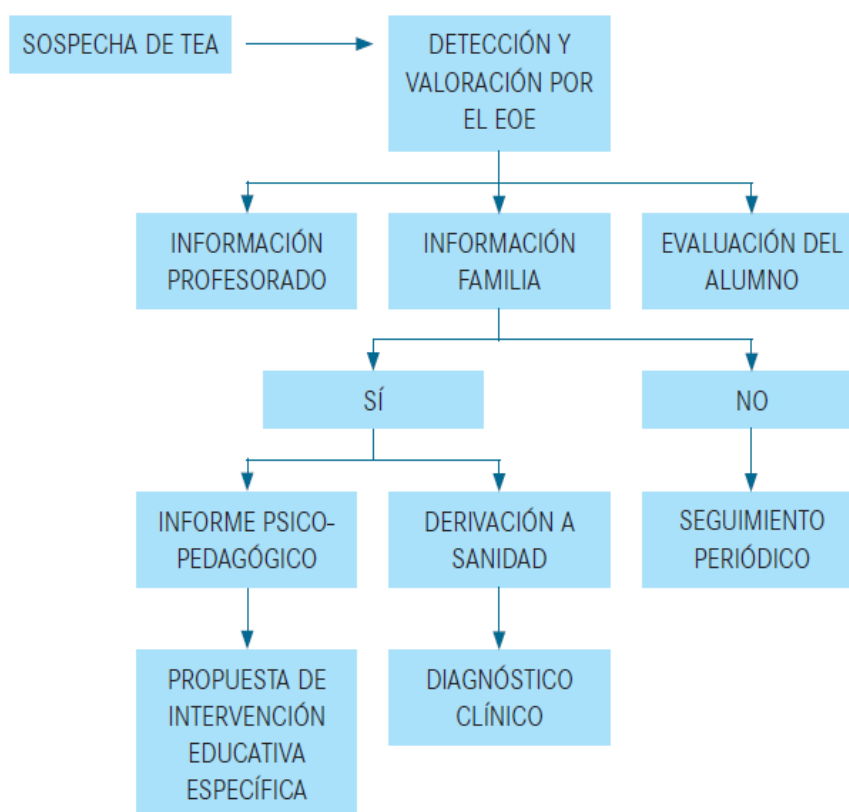 SOSPECHA DE TEA
DETECCIÓN Y
VALORACIÓN POR
EL EOE
INFORMACIÓN
PROFESORADO
INFORMACIÓN
FAMILIA
EVALUACIÓN DEL
ALUMNO
SÍ
NO
INFORME PSICO-
PEDAGÓGICO
DERIVACIÓN A
SANIDAD
SEGUIMIENTO
PERIÓDICO
PROPUESTA DE
INTERVENCIÓN
EDUCATIVA
ESPECÍFICA
DIAGNÓSTICO
CLÍNICO